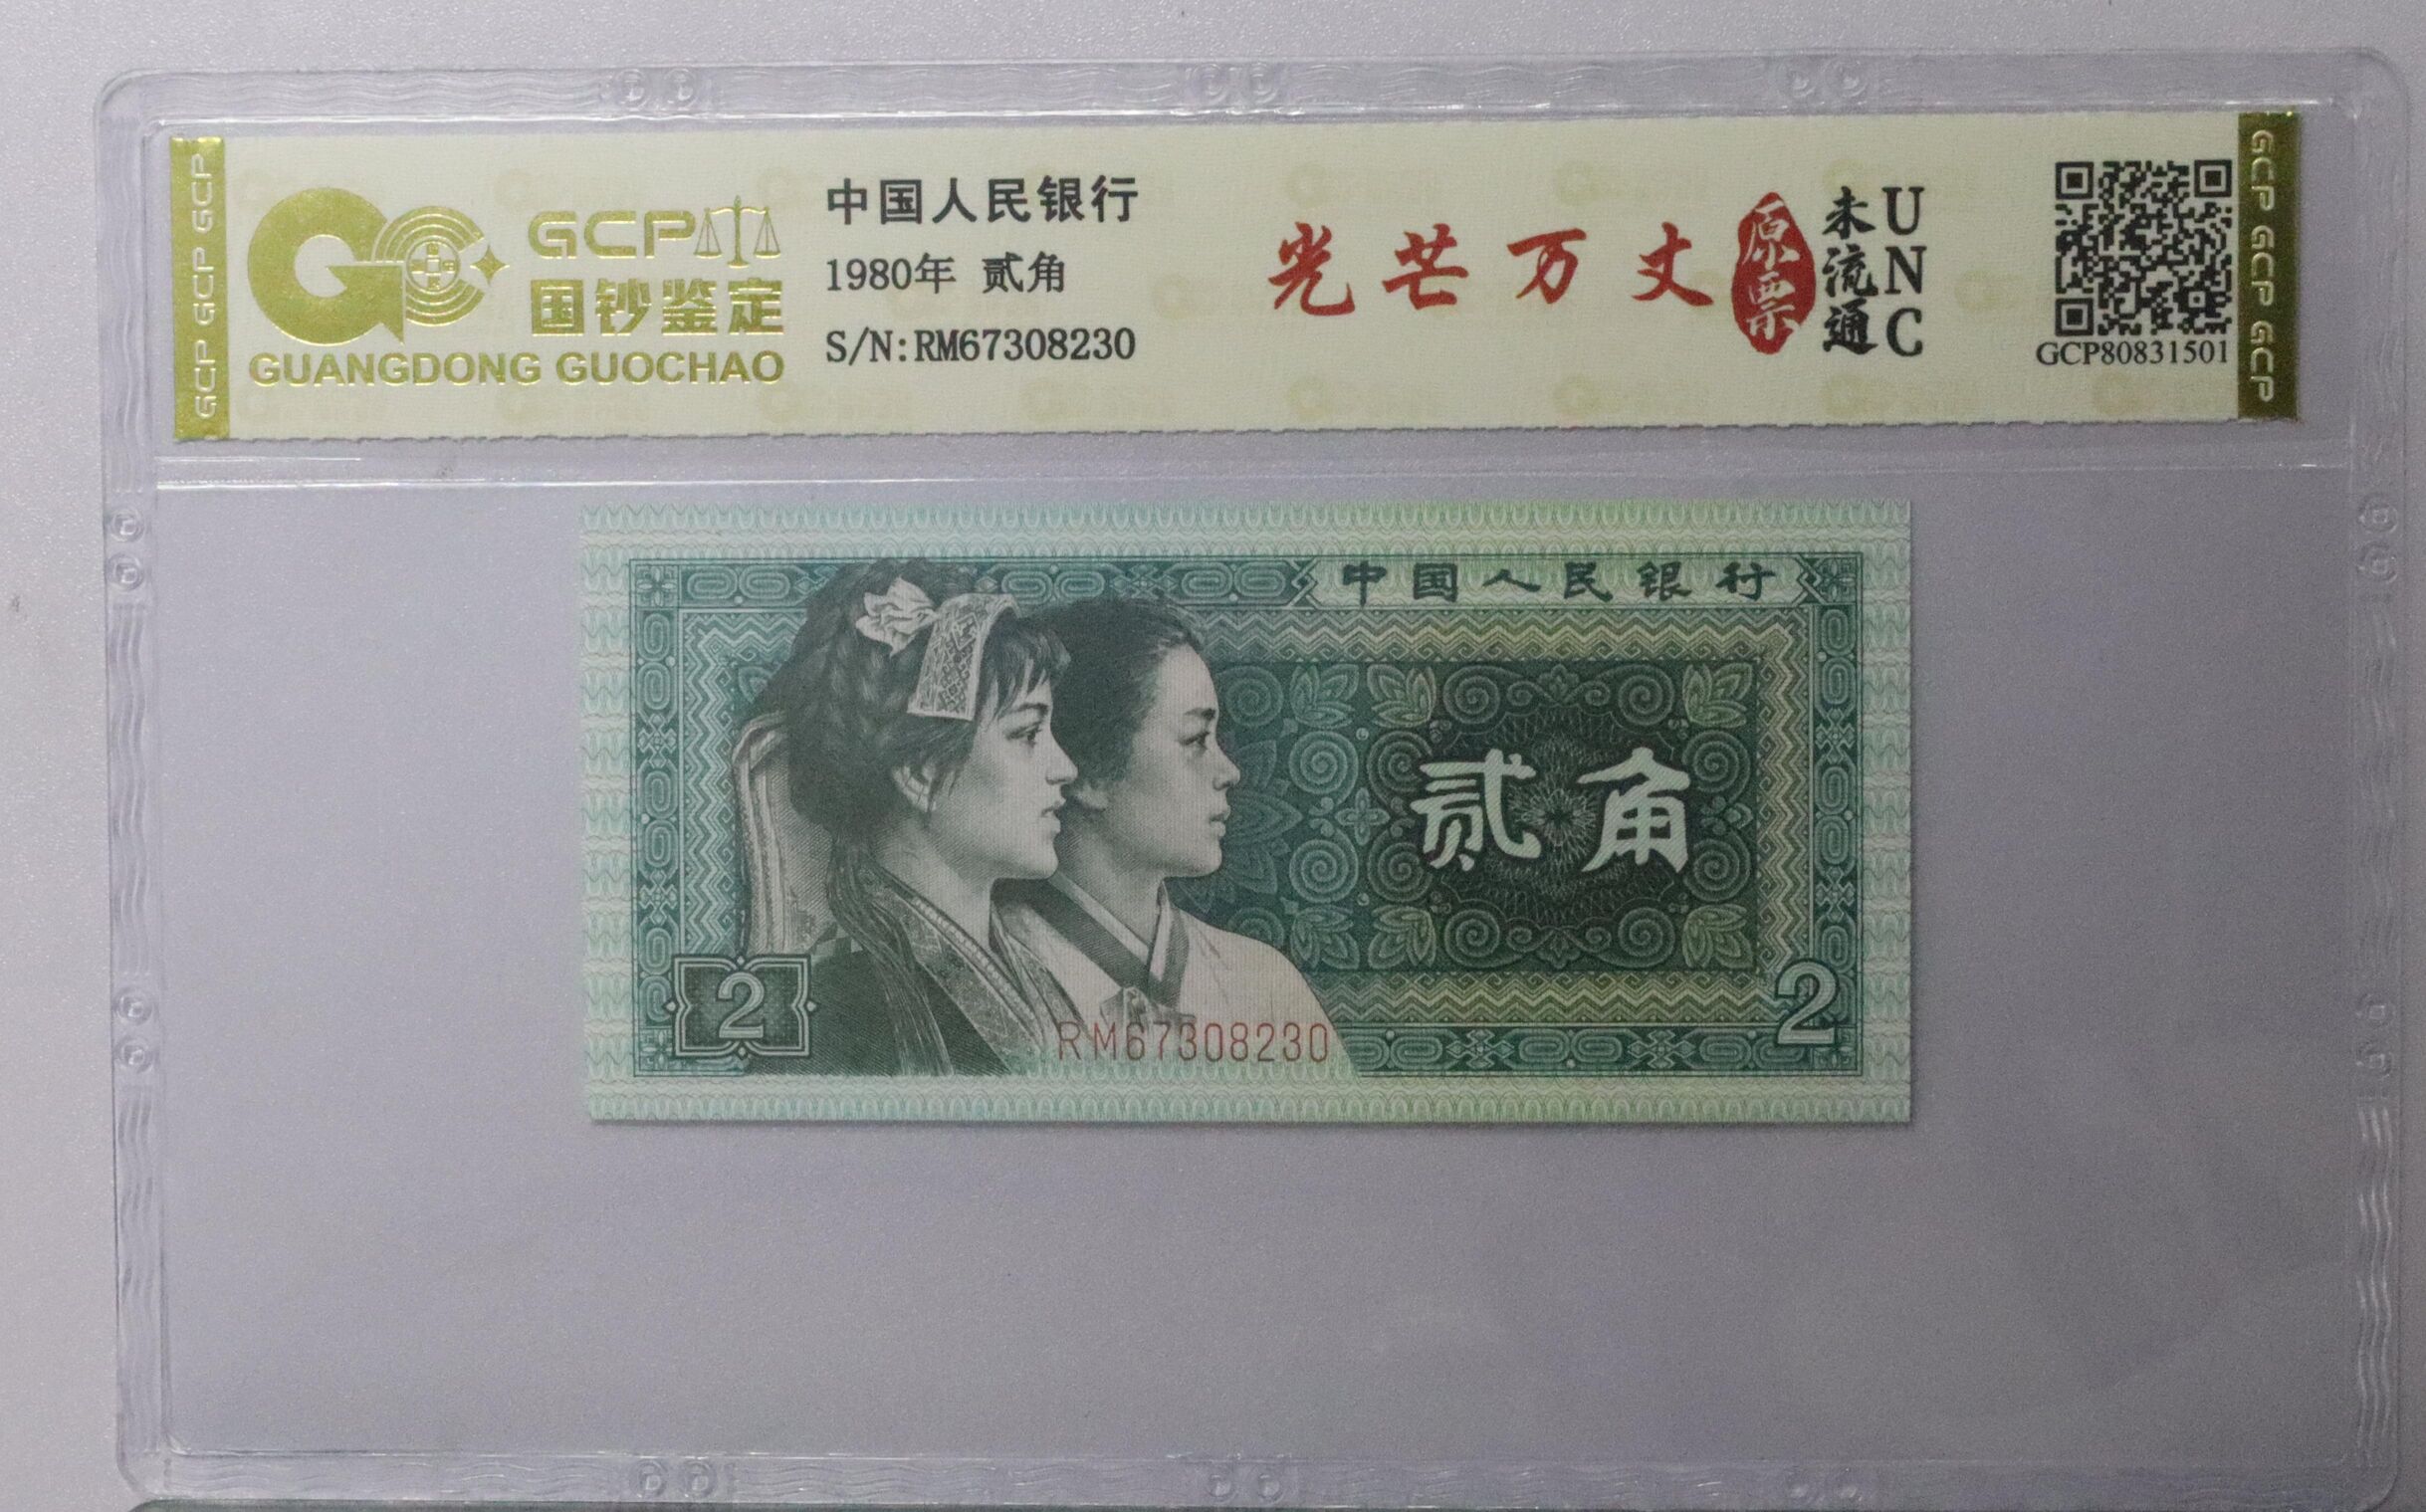 GCP GCP GCP
GCP
国钞鉴定
GUANGDONG GUOCHAO
中国人民银行
1980年 贰角
S/N:RM67308230
光芒万丈
原票
未流通
UNC
GCP80831501
GCP GCP GCP
中国人民银行
贰角
2
2
RM67308230